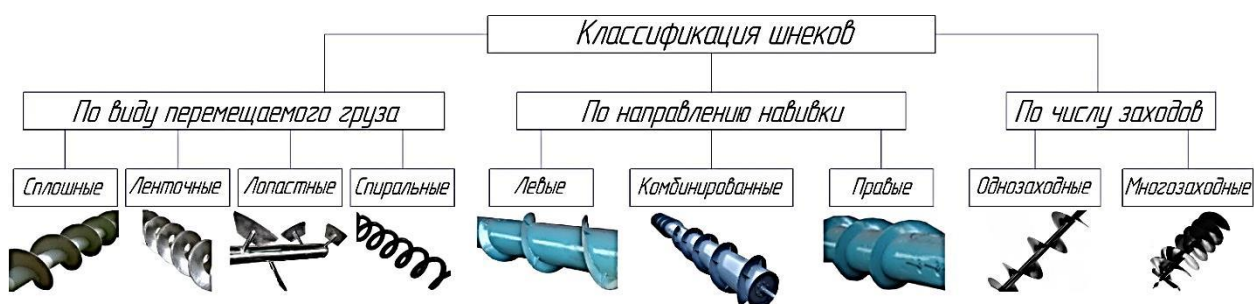 Классификация шнеков
По виду перемещаемого груза
По направлению навивки
По числу заходов
Сплошные
Ленточные
Лопастные
Спиральные
Левые
Комбинированные
Правые
Однозаходные
Многозаходные